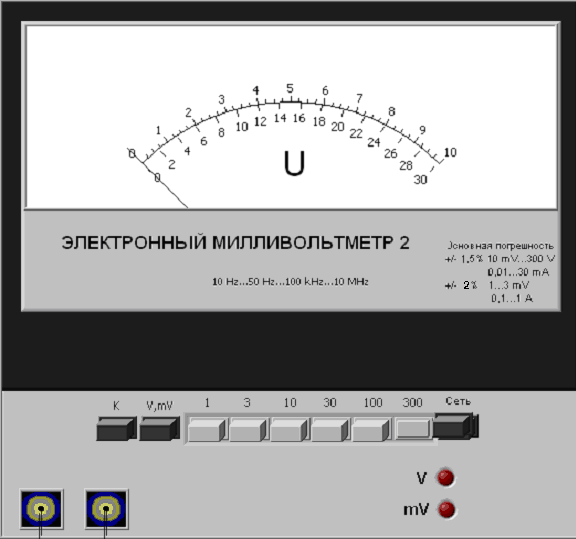 0 1 2 3 4 5 6 7 8 9 10
0 2 4 6 8 10 12 14 16 18 20 22 24 26 28 30
U
ЭЛЕКТРОННЫЙ МИЛЛИВОЛЬТМЕТР 2
Основная погрешность
+/- 1,5% 10 mV...300 V
0,01...30 mA
+/- 2% 1...3 mV
0,1...1 A
10 Hz...50 Hz...100 kHz...10 MHz
К V,mV 1 3 10 30 100 300 Сеть
V
mV